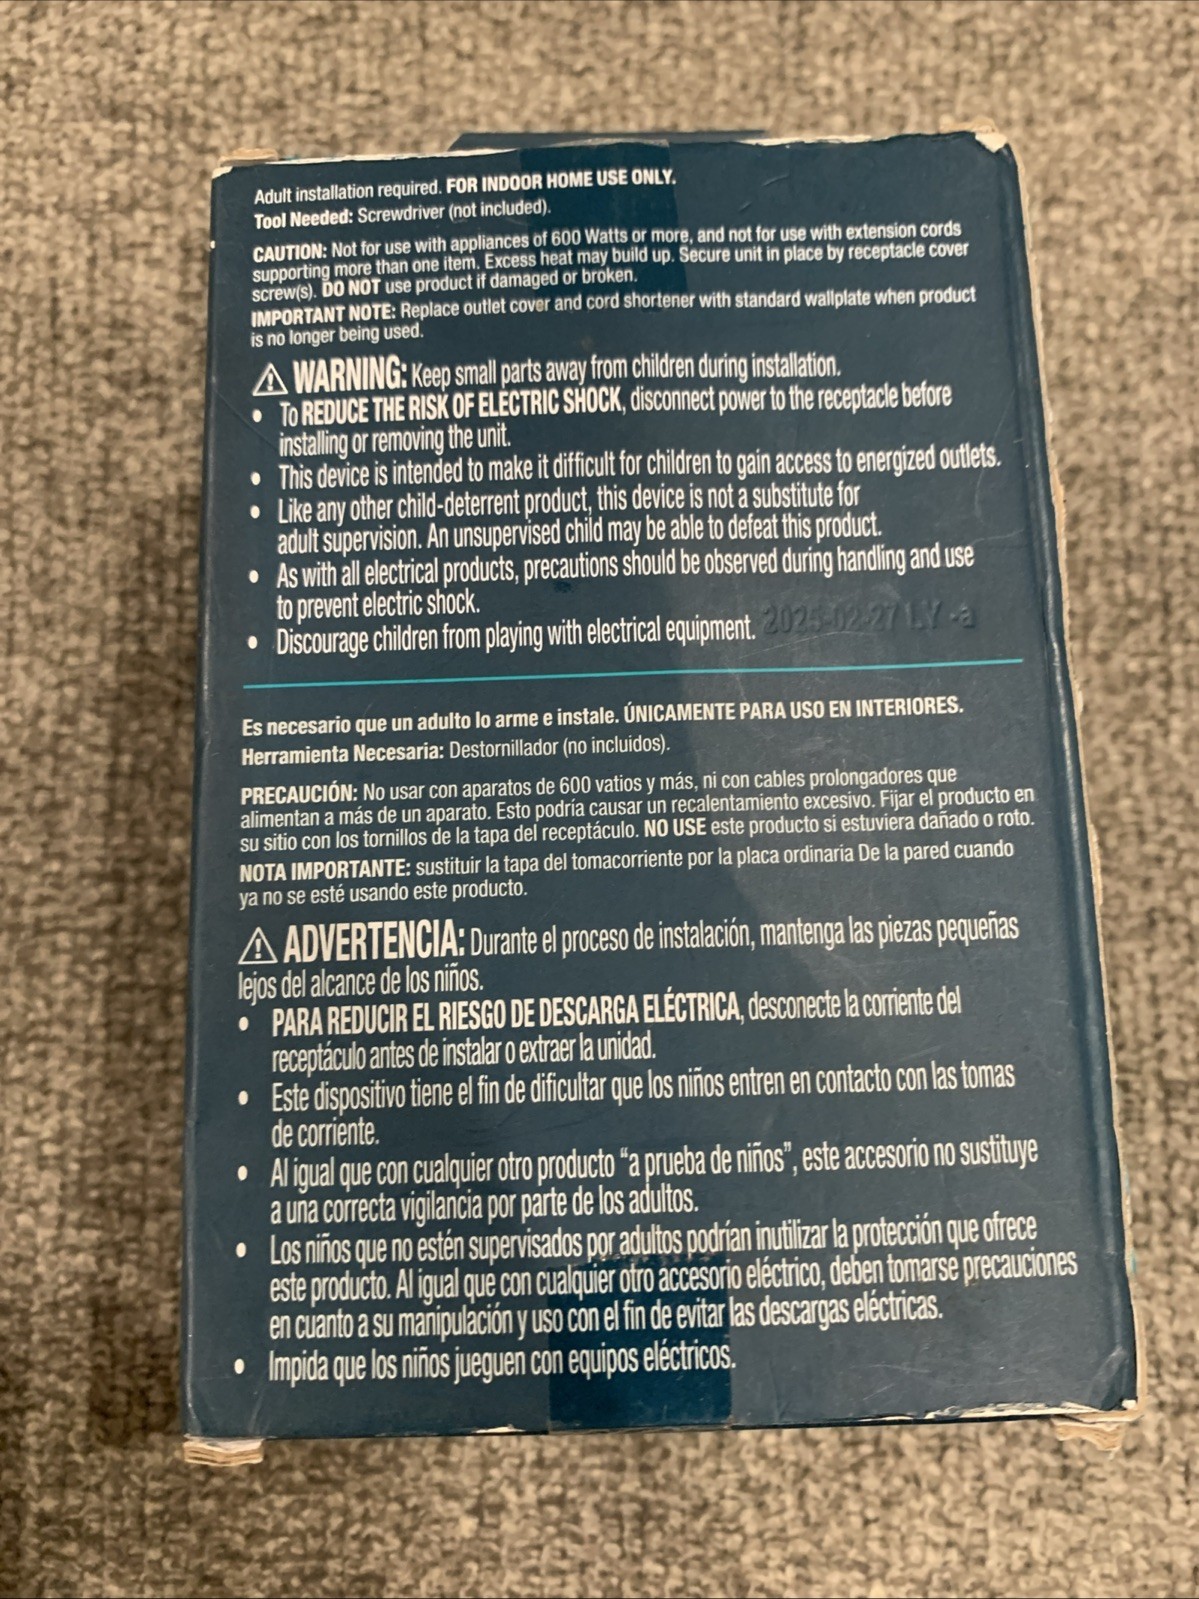 Adult installation required. FOR INDOOR HOME USE ONLY.
Tool Needed: Screwdriver (not included).
CAUTION: Not for use with appliances of 600 Watts or more, and not for use with extension cords
supporting more than one item. Excess heat may build up. Secure unit in place by receptacle cover
screw(s). DO NOT use product if damaged or broken.
IMPORTANT NOTE: Replace outlet cover and cord shortener with standard wallplate when product
is no longer being used.
⚠ WARNING: Keep small parts away from children during installation.
• To REDUCE THE RISK OF ELECTRIC SHOCK, disconnect power to the receptacle before
installing or removing the unit.
• This device is intended to make it difficult for children to gain access to energized outlets.
• Like any other child-deterrent product, this device is not a substitute for
adult supervision. An unsupervised child may be able to defeat this product.
• As with all electrical products, precautions should be observed during handling and use
to prevent electric shock.
• Discourage children from playing with electrical equipment. 2025-02-27 LY -a
Es necesario que un adulto lo arme e instale. ÚNICAMENTE PARA USO EN INTERIORES.
Herramienta Necesaria: Destornillador (no incluidos).
PRECAUCIÓN: No usar con aparatos de 600 vatios y más, ni con cables prolongadores que
alimentan a más de un aparato. Esto podría causar un recalentamiento excesivo. Fijar el producto en
su sitio con los tornillos de la tapa del receptáculo. NO USE este producto si estuviera dañado o roto.
NOTA IMPORTANTE: sustituir la tapa del tomacorriente por la placa ordinaria De la pared cuando
ya no se esté usando este producto.
⚠ ADVERTENCIA: Durante el proceso de instalación, mantenga las piezas pequeñas
lejos del alcance de los niños.
• PARA REDUCIR EL RIESGO DE DESCARGA ELÉCTRICA, desconecte la corriente del
receptáculo antes de instalar o extraer la unidad.
• Este dispositivo tiene el fin de dificultar que los niños entren en contacto con las tomas
de corriente.
• Al igual que con cualquier otro producto “a prueba de niños”, este accesorio no sustituye
a una correcta vigilancia por parte de los adultos.
• Los niños que no estén supervisados por adultos podrían inutilizar la protección que ofrece
este producto. Al igual que con cualquier otro accesorio eléctrico, deben tomarse precauciones
en cuanto a su manipulación y uso con el fin de evitar las descargas eléctricas.
• Impida que los niños jueguen con equipos eléctricos.